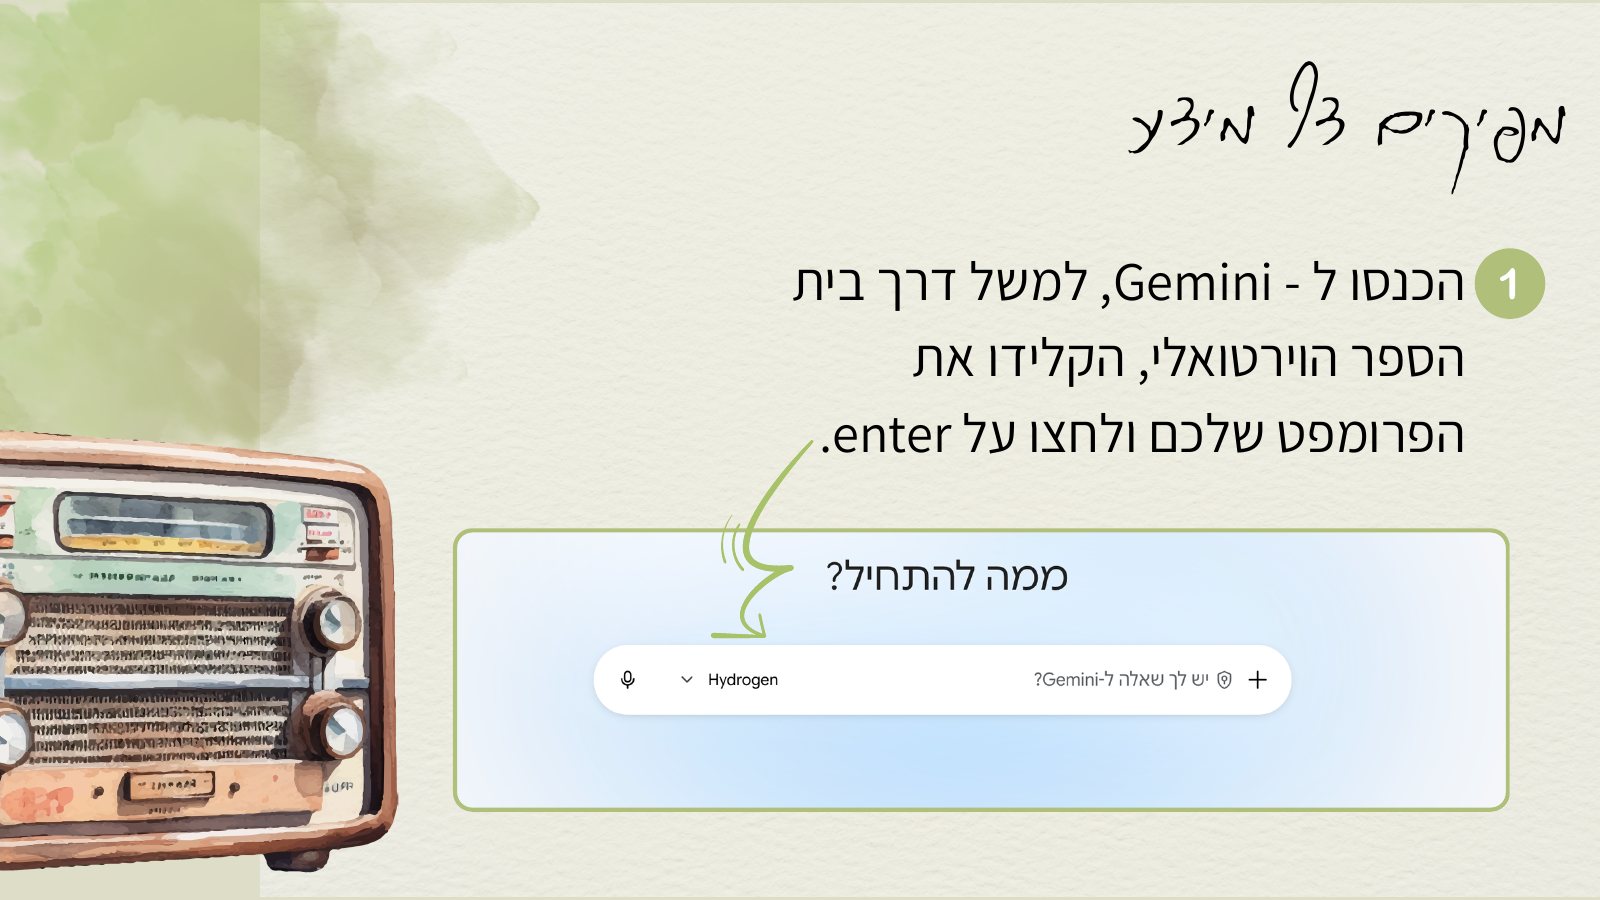 מפיקים דף מידע
1
הכנסו ל - Gemini, למשל דרך בית
הספר הוירטואלי, הקלידו את
הפרומפט שלכם ולחצו על enter.
ממה להתחיל?
יש לך שאלה ל-Gemini?
Hydrogen